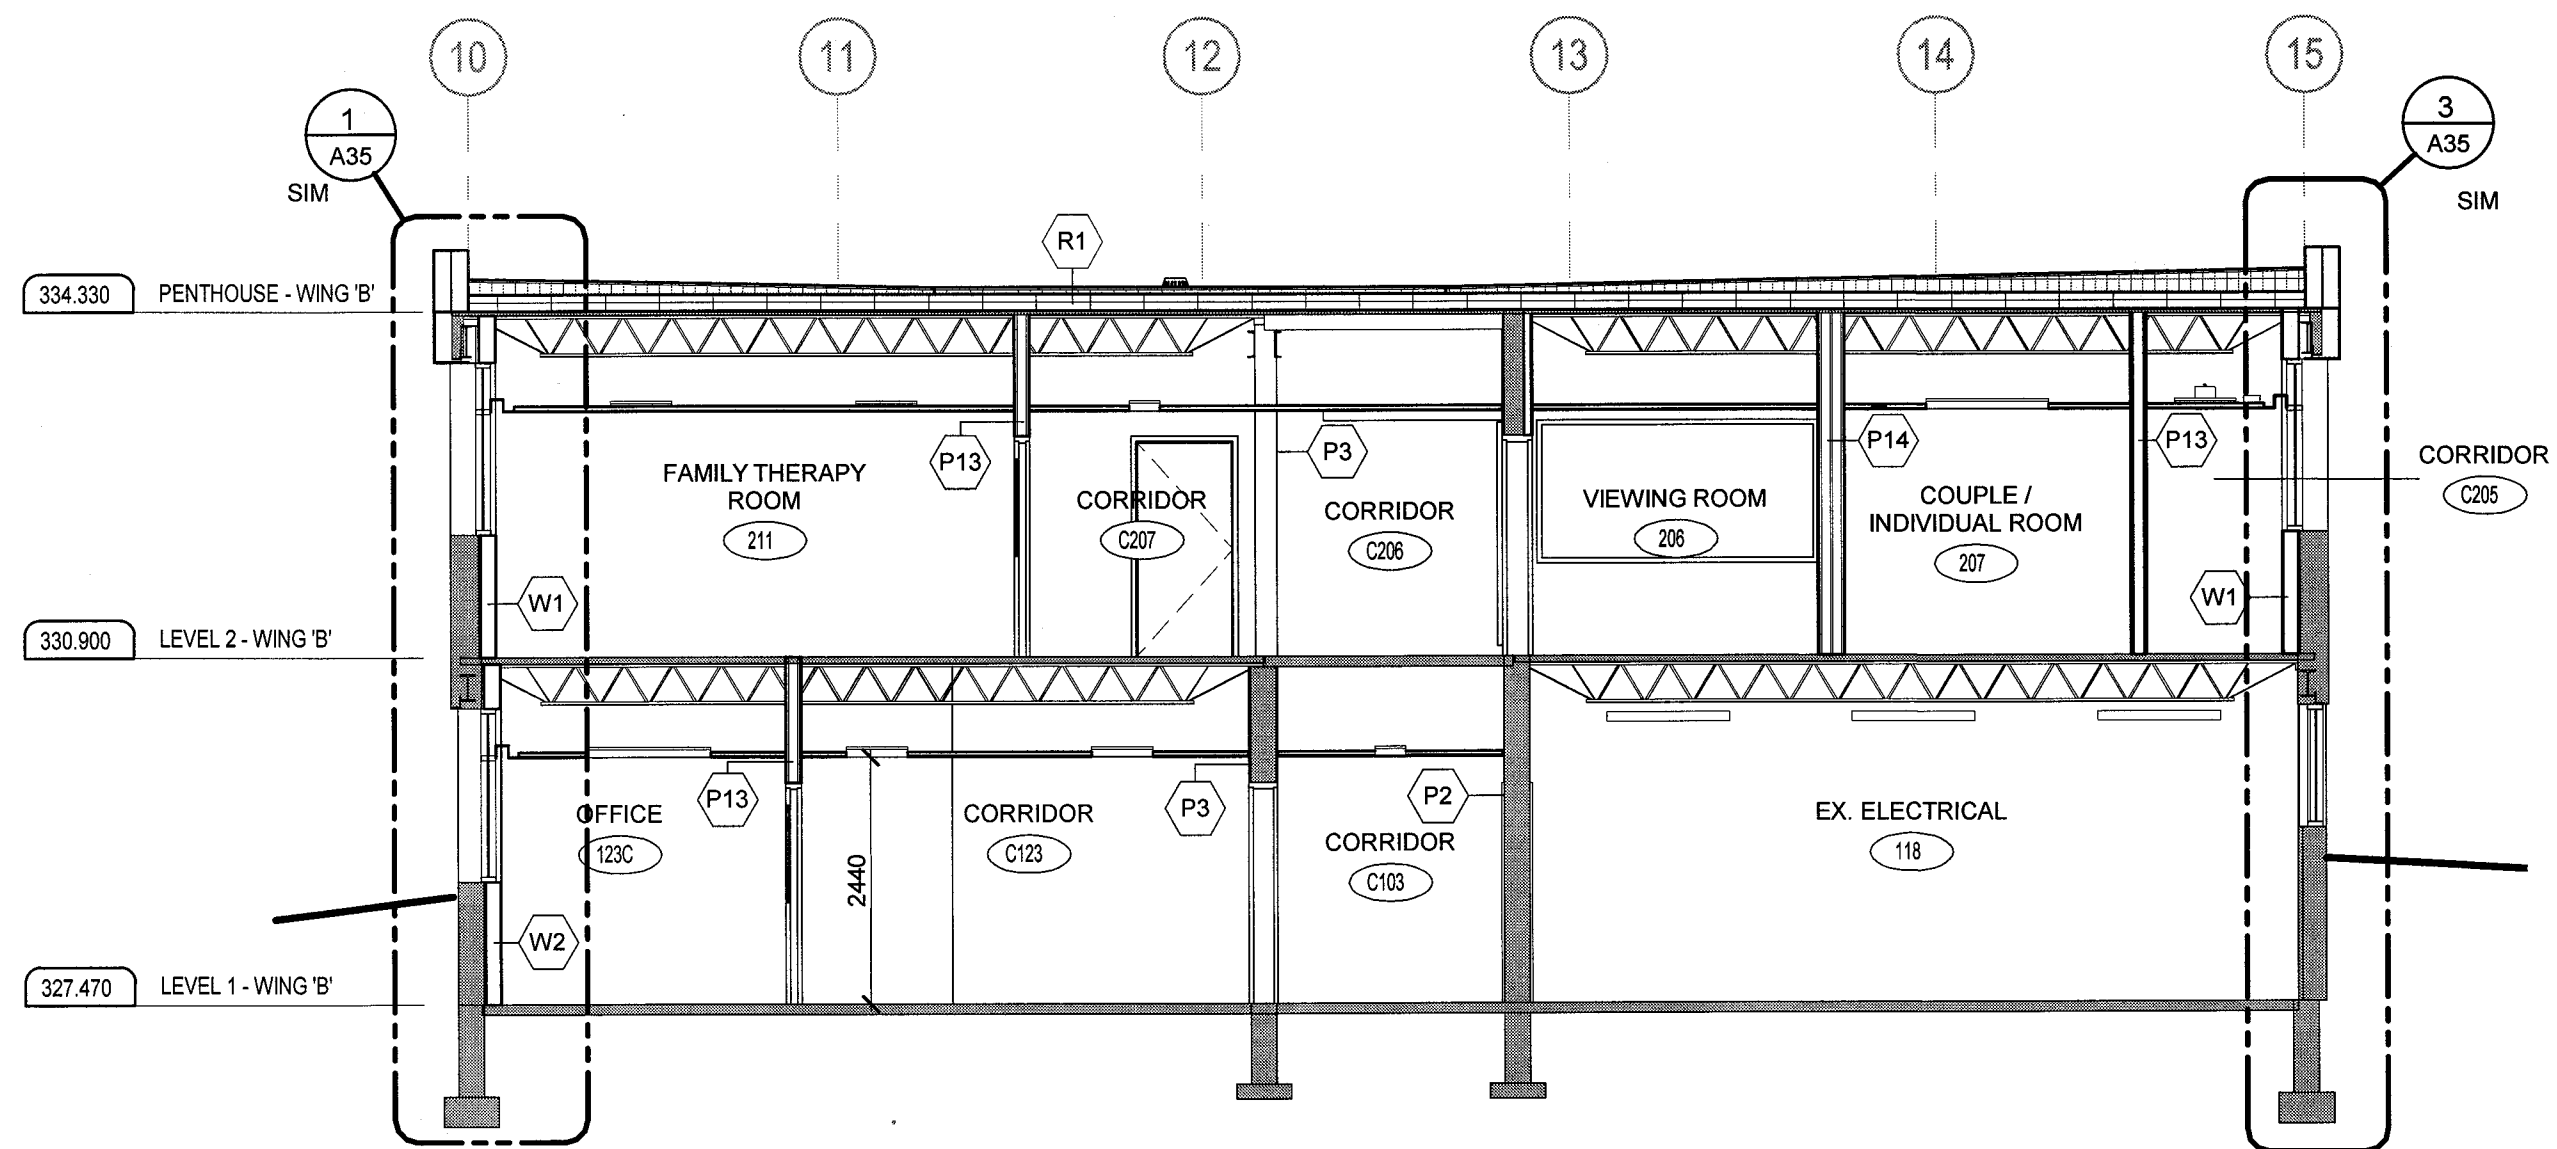 10
11
12
13
14
15
1
A35
SIM
3
A35
SIM
R1
334.330
PENTHOUSE - WING 'B'
P13
P3
P14
P13
FAMILY THERAPY
ROOM
211
CORRIDOR
C207
CORRIDOR
C206
VIEWING ROOM
206
COUPLE /
INDIVIDUAL ROOM
207
CORRIDOR
C205
W1
W1
330.900
LEVEL 2 - WING 'B'
P13
P3
P2
OFFICE
123C
2440
CORRIDOR
C123
CORRIDOR
C103
EX. ELECTRICAL
118
W2
327.470
LEVEL 1 - WING 'B'